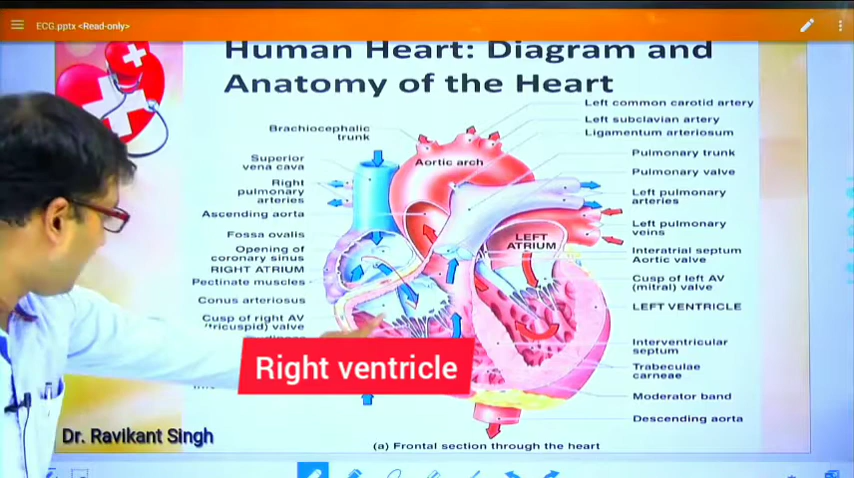 ECG.pptx <Read-only>
Human Heart: Diagram and
Anatomy of the Heart
Left common carotid artery
Left subclavian artery
Ligamentum arteriosum
Brachiocephalic
trunk
Pulmonary trunk
Superior
vena cava
Aortic arch
Pulmonary valve
Right
pulmonary
arteries
Left pulmonary
arteries
Ascending aorta
Left pulmonary
veins
Fossa ovalis
LEFT
ATRIUM
Opening of
coronary sinus
Interatrial septum
Aortic valve
RIGHT ATRIUM
Pectinate muscles
Cusp of left AV
(mitral) valve
Conus arteriosus
LEFT VENTRICLE
Cusp of right AV
(tricuspid) valve
Interventricular
septum
Right ventricle
Trabeculae
carneae
Moderator band
Descending aorta
Dr. Ravikant Singh
(a) Frontal section through the heart